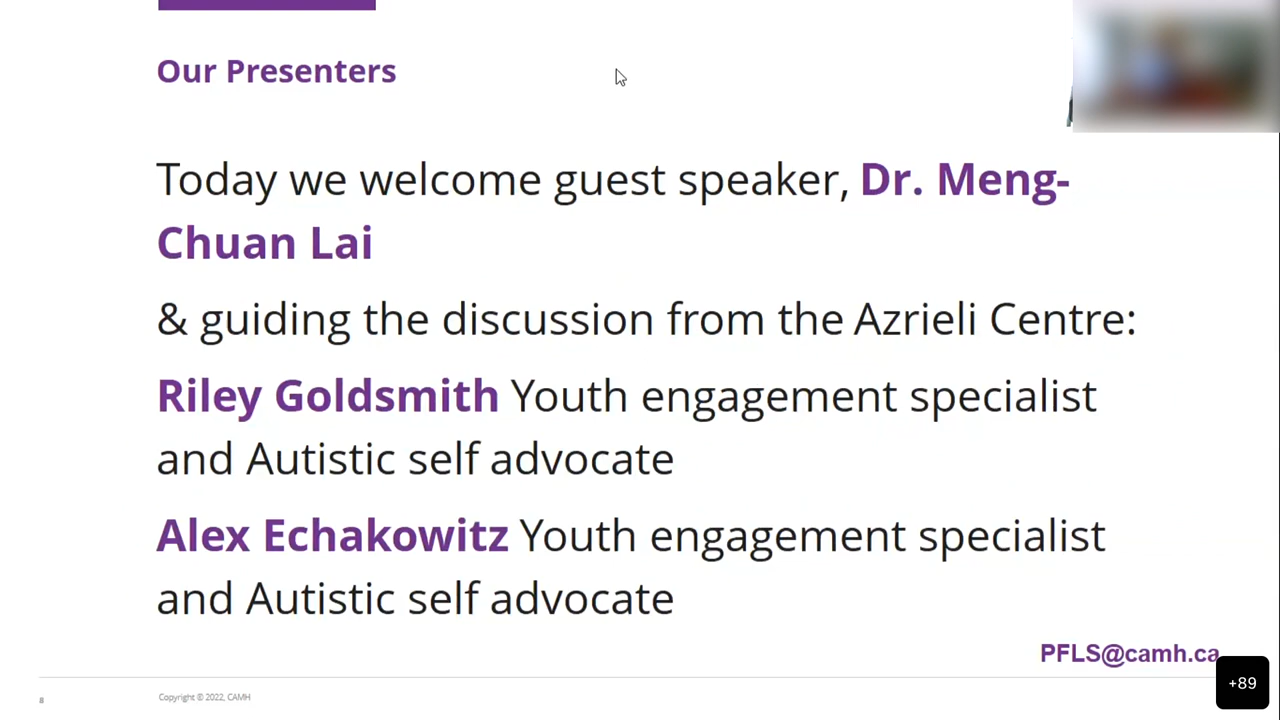 Our Presenters
Today we welcome guest speaker, Dr. Meng-
Chuan Lai
& guiding the discussion from the Azrieli Centre:
Riley Goldsmith Youth engagement specialist
and Autistic self advocate
Alex Echakowitz Youth engagement specialist
and Autistic self advocate
PFLS@camh.ca
+89
8
Copyright © 2022, CAMH